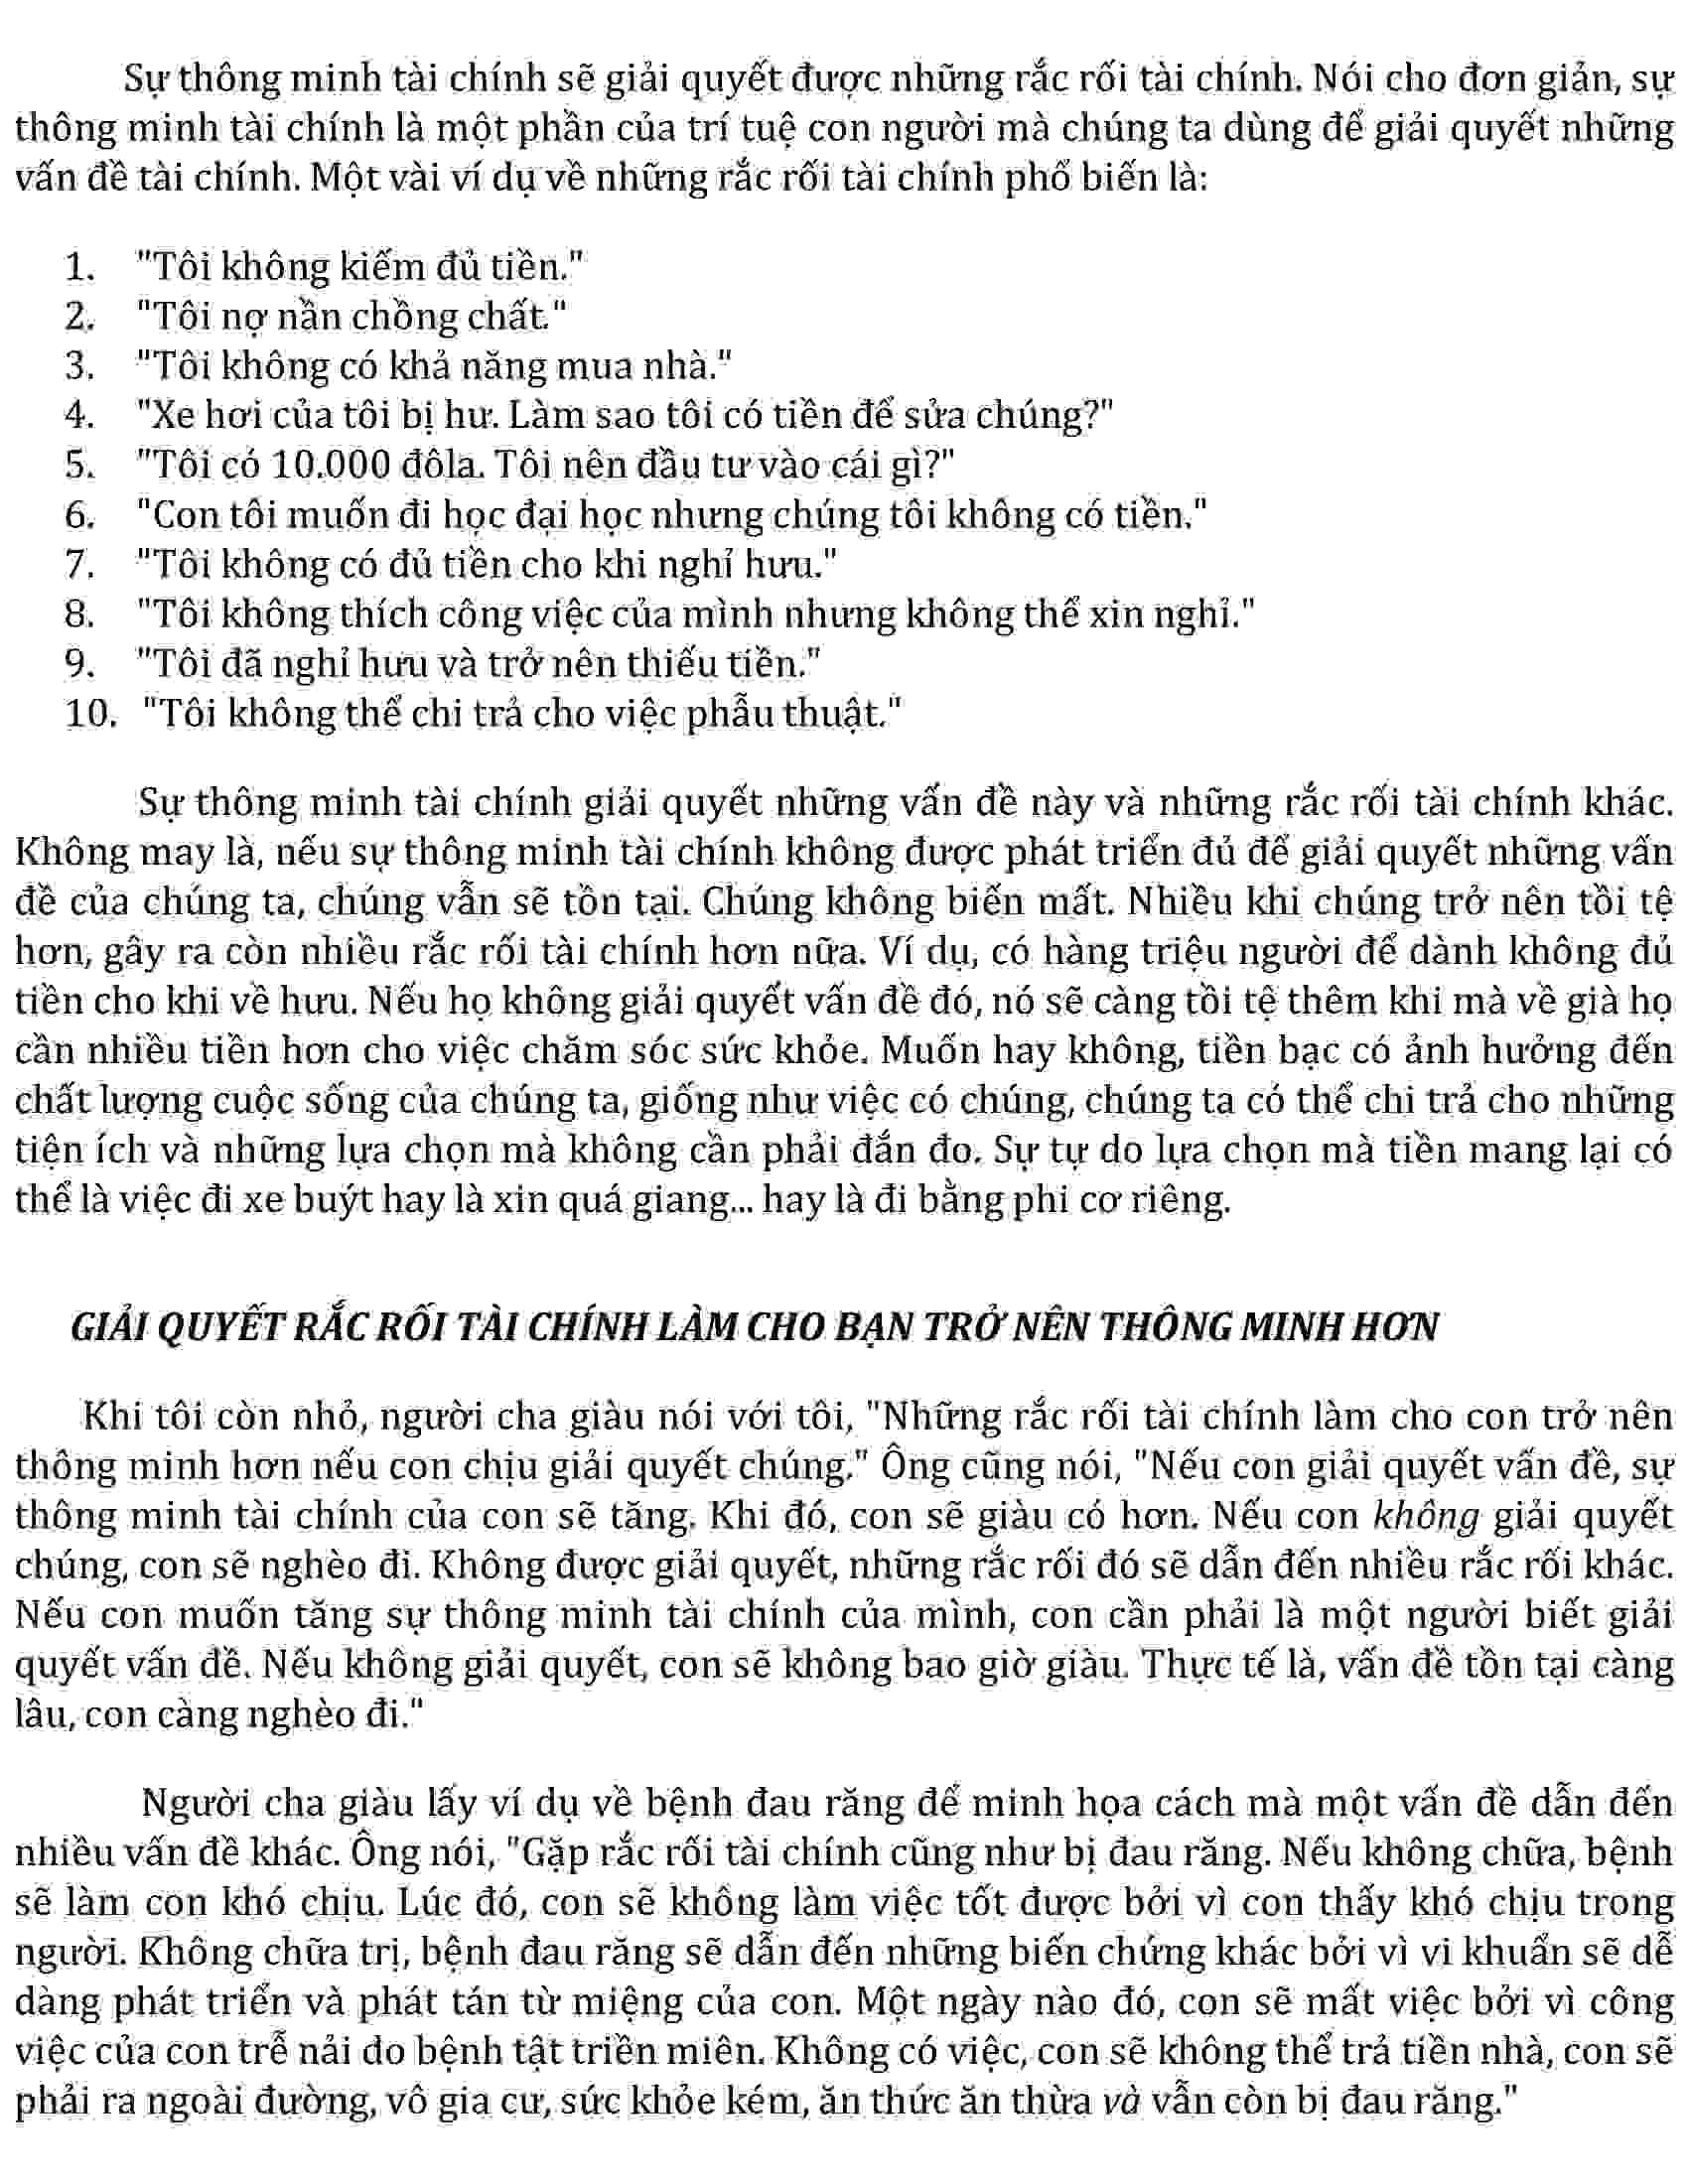 Sự thông minh tài chính sẽ giải quyết được những rắc rối tài chính. Nói cho đơn giản, sự
thông minh tài chính là một phần của trí tuệ con người mà chúng ta dùng để giải quyết những
vấn đề tài chính. Một vài ví dụ về những rắc rối tài chính phổ biến là:
1. "Tôi không kiếm đủ tiền."
2. "Tôi nợ nần chồng chất."
3. "Tôi không có khả năng mua nhà."
4. "Xe hơi của tôi bị hư. Làm sao tôi có tiền để sửa chúng?"
5. "Tôi có 10.000 đôla. Tôi nên đầu tư vào cái gì?"
6. "Con tôi muốn đi học đại học nhưng chúng tôi không có tiền."
7. "Tôi không có đủ tiền cho khi nghỉ hưu."
8. "Tôi không thích công việc của mình nhưng không thể xin nghỉ."
9. "Tôi đã nghỉ hưu và trở nên thiếu tiền."
10. "Tôi không thể chi trả cho việc phẫu thuật."
Sự thông minh tài chính giải quyết những vấn đề này và những rắc rối tài chính khác.
Không may là, nếu sự thông minh tài chính không được phát triển đủ để giải quyết những vấn
đề của chúng ta, chúng vẫn sẽ tồn tại. Chúng không biến mất. Nhiều khi chúng trở nên tồi tệ
hơn, gây ra còn nhiều rắc rối tài chính hơn nữa. Ví dụ, có hàng triệu người để dành không đủ
tiền cho khi về hưu. Nếu họ không giải quyết vấn đề đó, nó sẽ càng tồi tệ thêm khi mà về già họ
cần nhiều tiền hơn cho việc chăm sóc sức khỏe. Muốn hay không, tiền bạc có ảnh hưởng đến
chất lượng cuộc sống của chúng ta, giống như việc có chúng, chúng ta có thể chi trả cho những
tiện ích và những lựa chọn mà không cần phải đắn đo. Sự tự do lựa chọn mà tiền mang lại có
thể là việc đi xe buýt hay là xin quá giang... hay là đi bằng phi cơ riêng.
GIẢI QUYẾT RẮC RỐI TÀI CHÍNH LÀM CHO BẠN TRỞ NÊN THÔNG MINH HƠN
Khi tôi còn nhỏ, người cha giàu nói với tôi, "Những rắc rối tài chính làm cho con trở nên
thông minh hơn nếu con chịu giải quyết chúng." Ông cũng nói, "Nếu con giải quyết vấn đề, sự
thông minh tài chính của con sẽ tăng. Khi đó, con sẽ giàu có hơn. Nếu con không giải quyết
chúng, con sẽ nghèo đi. Không được giải quyết, những rắc rối đó sẽ dẫn đến nhiều rắc rối khác.
Nếu con muốn tăng sự thông minh tài chính của mình, con cần phải là một người biết giải
quyết vấn đề. Nếu không giải quyết, con sẽ không bao giờ giàu. Thực tế là, vấn đề tồn tại càng
lâu, con càng nghèo đi."
Người cha giàu lấy ví dụ về bệnh đau răng để minh họa cách mà một vấn đề dẫn đến
nhiều vấn đề khác. Ông nói, "Gặp rắc rối tài chính cũng như bị đau răng. Nếu không chữa, bệnh
sẽ làm con khó chịu. Lúc đó, con sẽ không làm việc tốt được bởi vì con thấy khó chịu trong
người. Không chữa trị, bệnh đau răng sẽ dẫn đến những biến chứng khác bởi vì vi khuẩn sẽ dễ
dàng phát triển và phát tán từ miệng của con. Một ngày nào đó, con sẽ mất việc bởi vì công
việc của con trễ nải do bệnh tật triền miên. Không có việc, con sẽ không thể trả tiền nhà, con sẽ
phải ra ngoài đường, vô gia cư, sức khỏe kém, ăn thức ăn thừa và vẫn còn bị đau răng."